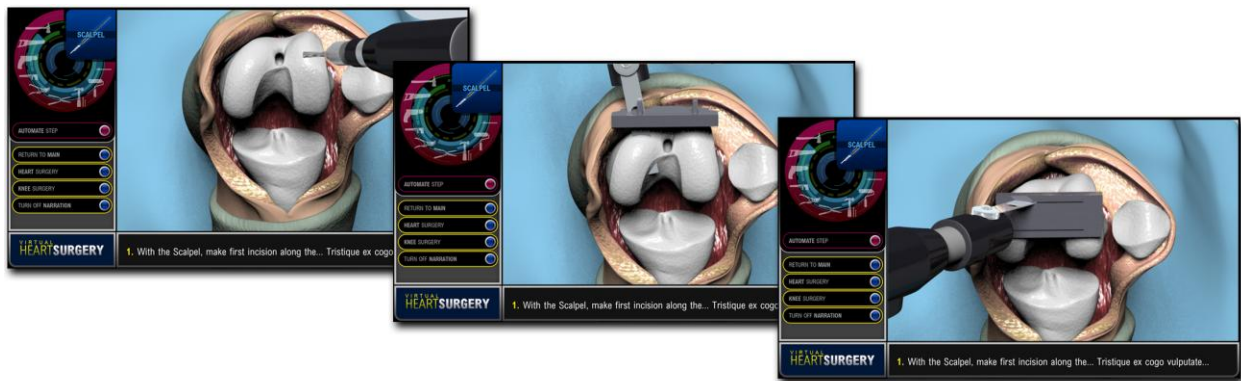 SCALPEL
AUTOMATE STEP
RETURN TO MAIN
HEART SURGERY
KNEE SURGERY
TURN OFF NARRATION
VIRTUAL
HEARTSURGERY
1. With the Scalpel, make first incision along the... Tristique ex cogo
SCALPEL
AUTOMATE STEP
RETURN TO MAIN
HEART SURGERY
KNEE SURGERY
TURN OFF NARRATION
VIRTUAL
HEARTSURGERY
1. With the Scalpel, make first incision along the... Tristique ex cogo
SCALPEL
AUTOMATE STEP
RETURN TO MAIN
HEART SURGERY
KNEE SURGERY
TURN OFF NARRATION
VIRTUAL
HEARTSURGERY
1. With the Scalpel, make first incision along the... Tristique ex cogo vulputate...